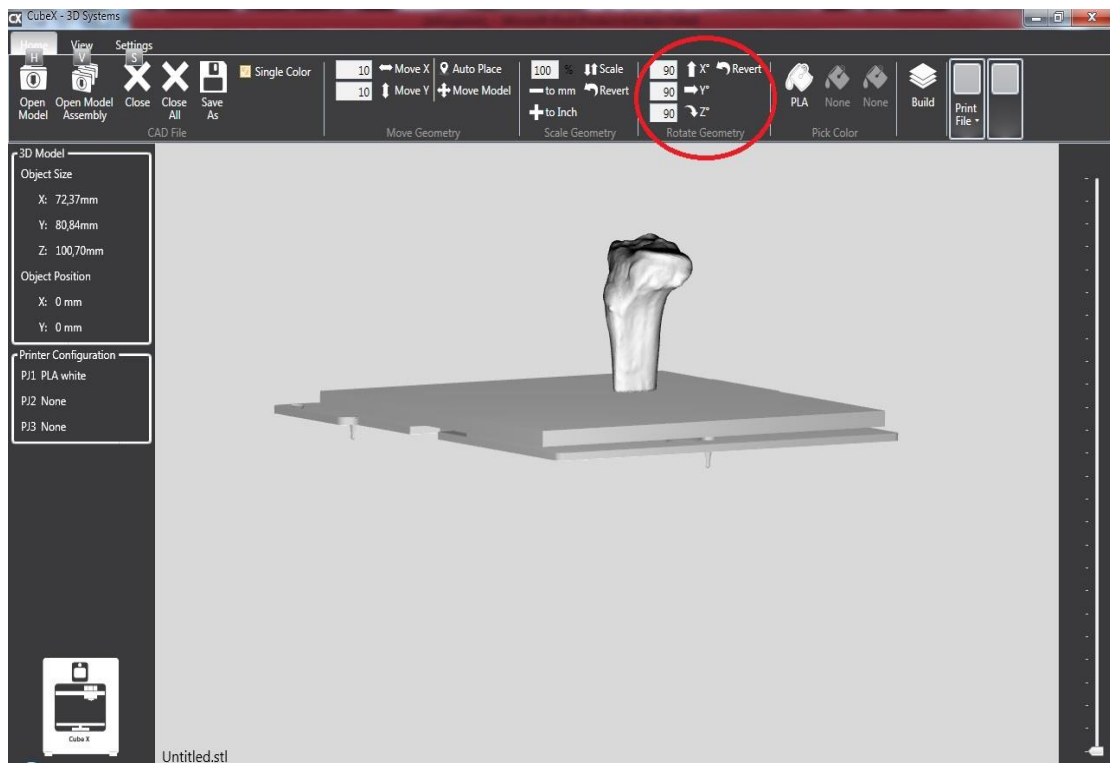 CX CubeX - 3D Systems
Home View Settings
H V S
Open Model
Open Model Assembly
Close
Close All
Save As
Single Color
CAD File
10 Move X
10 Move Y
Auto Place
Move Model
Move Geometry
100 % Scale
to mm Revert
to Inch
Scale Geometry
90 X° Revert
90 Y°
90 Z°
Rotate Geometry
PLA None None
Pick Color
Build
Print File
3D Model
Object Size
X: 72,37mm
Y: 80,84mm
Z: 100,70mm
Object Position
X: 0 mm
Y: 0 mm
Printer Configuration
PJ1 PLA white
PJ2 None
PJ3 None
Cube X
Untitled.stl